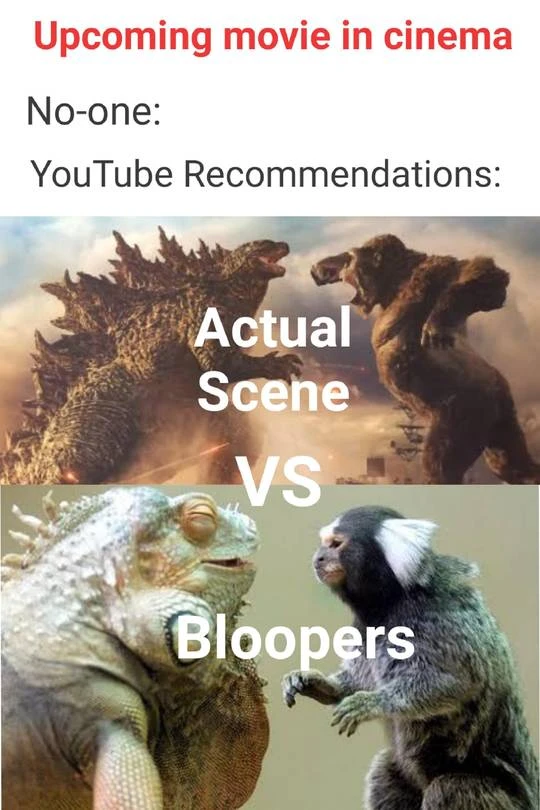 Upcoming movie in cinema
No-one:
YouTube Recommendations:
Actual
Scene
VS
Bloopers